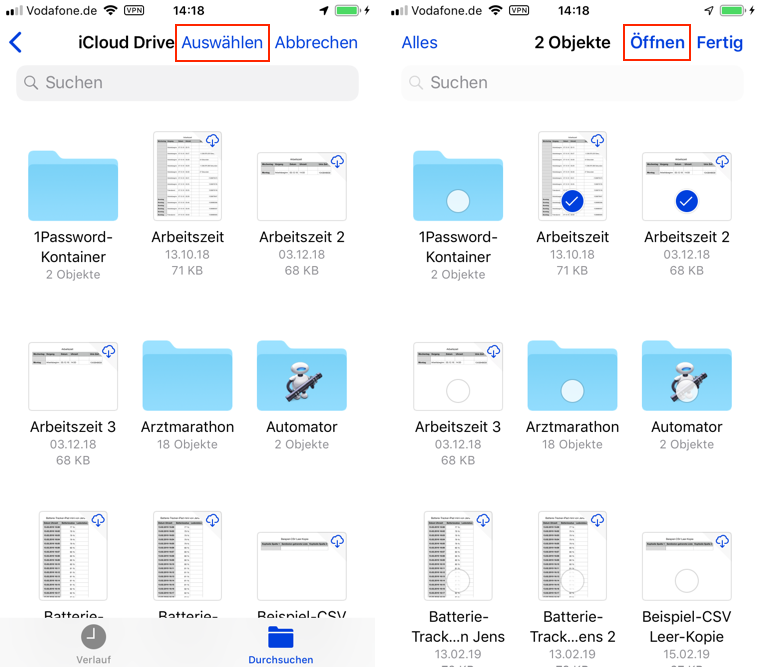 Vodafone.de VPN 14:18
iCloud Drive Auswählen Abbrechen
Suchen
1Password-
Kontainer
2 Objekte
Arbeitszeit
13.10.18
71 KB
Arbeitszeit 2
03.12.18
68 KB
Arbeitszeit 3
03.12.18
68 KB
Arztmarathon
18 Objekte
Automator
2 Objekte
Batterie-
Batterie-
Beispiel-CSV
Verlauf
Durchsuchen
Vodafone.de VPN 14:18
Alles 2 Objekte Öffnen Fertig
Suchen
1Password-
Kontainer
2 Objekte
Arbeitszeit
13.10.18
71 KB
Arbeitszeit 2
03.12.18
68 KB
Arbeitszeit 3
03.12.18
68 KB
Arztmarathon
18 Objekte
Automator
2 Objekte
Batterie-
Track...n Jens
13.02.19
Batterie-
Track...ens 2
13.02.19
Beispiel-CSV
Leer-Kopie
15.02.19